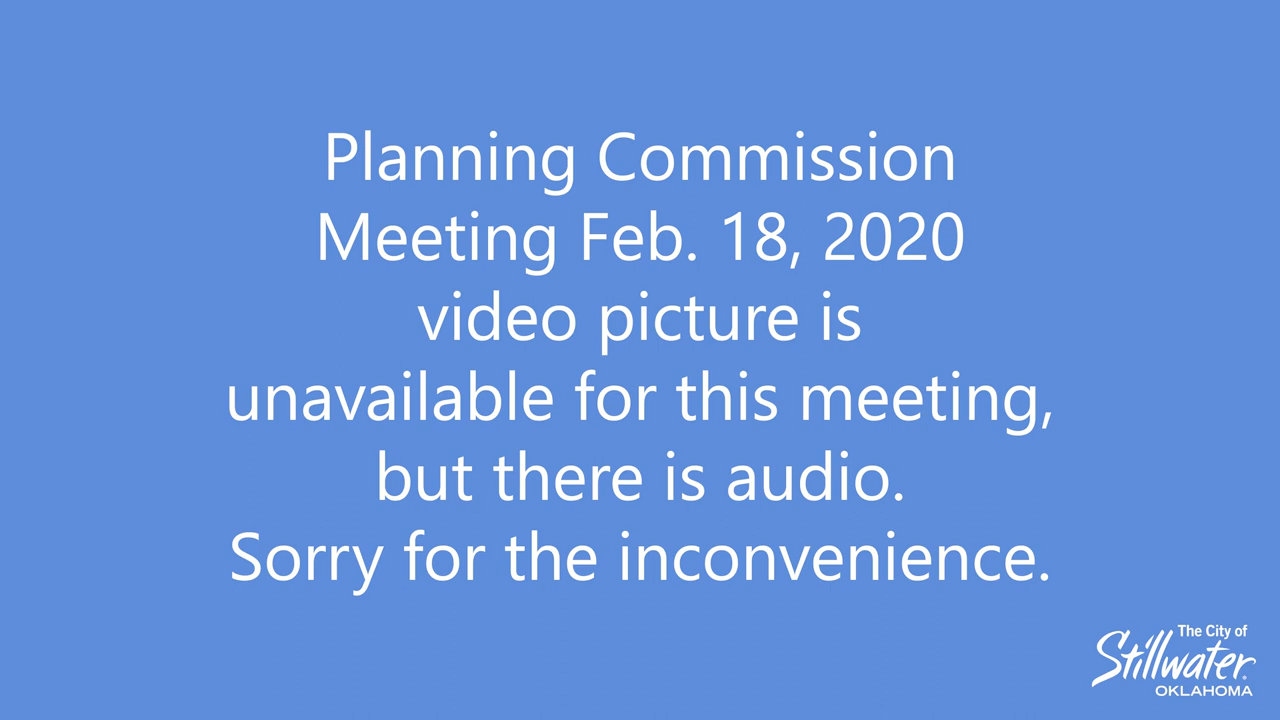 Planning Commission
Meeting Feb. 18, 2020
video picture is
unavailable for this meeting,
but there is audio.
Sorry for the inconvenience.
The City of
Stillwater
OKLAHOMA